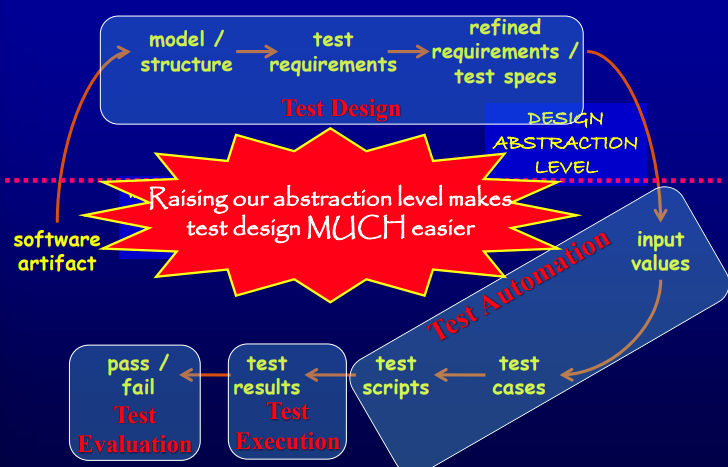 model /
structure
test
requirements
refined
requirements /
test specs
Test Design
DESIGN
ABSTRACTION
LEVEL
Raising our abstraction level makes
test design MUCH easier
software
artifact
input
values
Test Automation
pass /
fail
test
results
test
scripts
test
cases
Test
Evaluation
Test
Execution